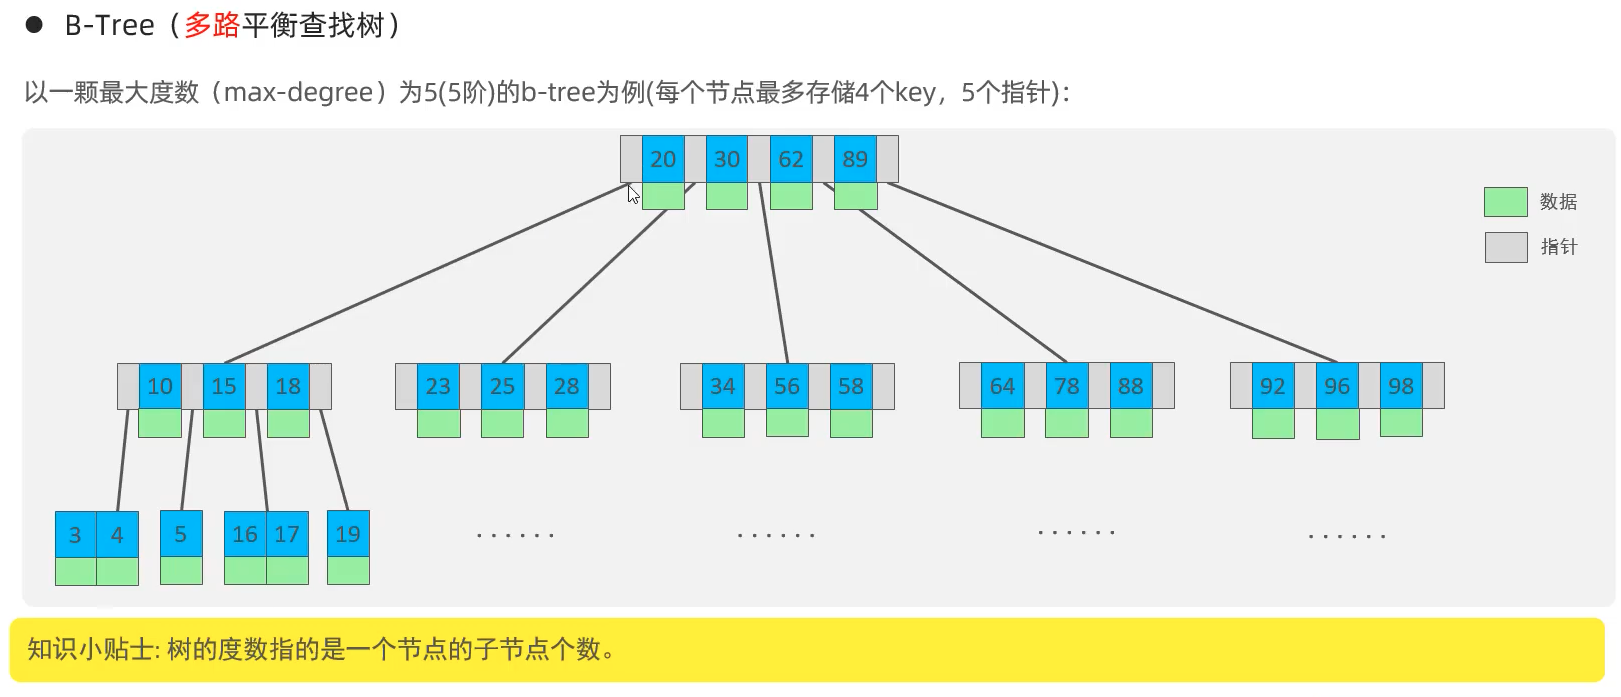 ● B-Tree（多路平衡查找树）
以一颗最大度数（max-degree）为5(5阶)的b-tree为例(每个节点最多存储4个key，5个指针)：
20 30 62 89
数据
指针
10 15 18 23 25 28 34 56 58 64 78 88 92 96 98
3 4 5 16 17 19 ······ ······ ······ ······
知识小贴士: 树的度数指的是一个节点的子节点个数。